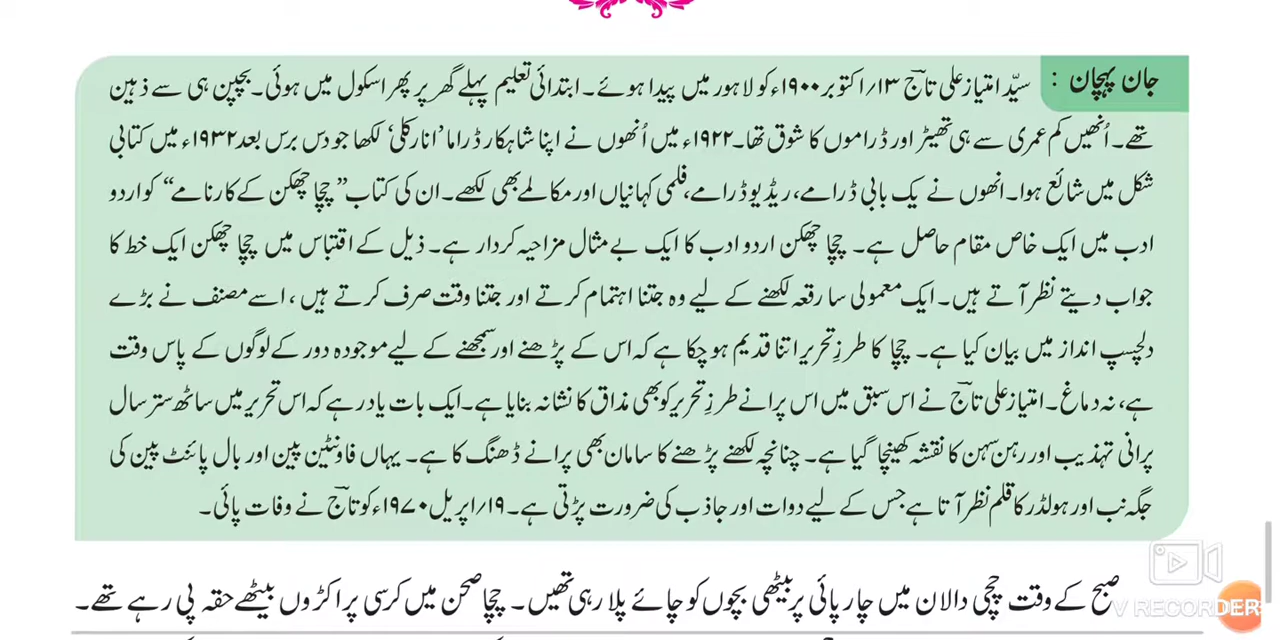 جان پہچان : سیّد امتیاز علی تاجؔ ۱۳؍اکتوبر ۱۹۰۰ء کو لاہور میں پیدا ہوئے۔ ابتدائی تعلیم پہلے گھر پر پھر اسکول میں ہوئی۔ بچپن ہی سے ذہین
تھے۔ اُنھیں کم عمری سے ہی تھیٹر اور ڈراموں کا شوق تھا۔ ۱۹۲۲ء میں اُنھوں نے اپنا شاہکار ڈراما ’انار کلی‘ لکھا جو دس برس بعد ۱۹۳۲ء میں کتابی
شکل میں شائع ہوا۔ انھوں نے یک بابی ڈرامے، ریڈیو ڈرامے، فلمی کہانیاں اور مکالمے بھی لکھے۔ ان کی کتاب ”چچا چھکن کے کارنامے“ کو اردو
ادب میں ایک خاص مقام حاصل ہے۔ چچا چھکن اردو ادب کا ایک بے مثال مزاحیہ کردار ہے۔ ذیل کے اقتباس میں چچا چھکن ایک خط کا
جواب دیتے نظر آتے ہیں۔ ایک معمولی سا رقعہ لکھنے کے لیے وہ جتنا اہتمام کرتے اور جتنا وقت صرف کرتے ہیں، اسے مصنف نے بڑے
دلچسپ انداز میں بیان کیا ہے۔ چچا کا طرزِ تحریر اتنا قدیم ہو چکا ہے کہ اس کے پڑھنے اور سمجھنے کے لیے موجودہ دور کے لوگوں کے پاس وقت
ہے، نہ دماغ۔ امتیاز علی تاجؔ نے اس سبق میں اس پرانے طرزِ تحریر کو بھی مذاق کا نشانہ بنایا ہے۔ ایک بات یاد رہے کہ اس تحریر میں ساٹھ ستر سال
پرانی تہذیب اور رہن سہن کا نقشہ کھینچا گیا ہے۔ چنانچہ لکھنے پڑھنے کا سامان بھی پرانے ڈھنگ کا ہے۔ یہاں فاونٹین پین اور بال پائنٹ پین کی
جگہ نب اور ہولڈر کا قلم نظر آتا ہے جس کے لیے دوات اور جاذب کی ضرورت پڑتی ہے۔ ۱۹؍اپریل ۱۹۷۰ء کو تاجؔ نے وفات پائی۔
صبح کے وقت چچی دالان میں چارپائی پر بیٹھی بچوں کو چائے پلا رہی تھیں۔ چچا صحن میں کرسی پر اکڑوں بیٹھے حقہ پی رہے تھے۔
V RECORDER